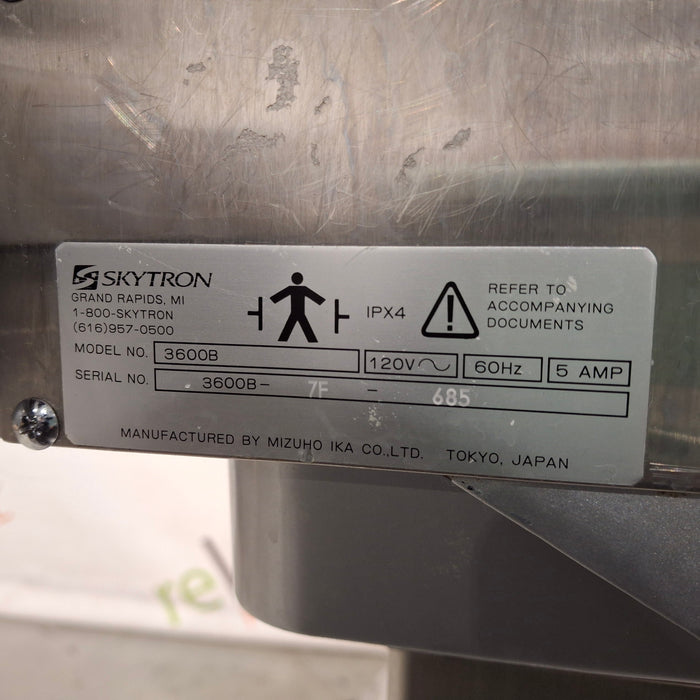 SKYTRON
GRAND RAPIDS, MI
1-800-SKYTRON
(616)957-0500
IPX4
REFER TO
ACCOMPANYING
DOCUMENTS
MODEL NO. 3600B 120V 60Hz 5 AMP
SERIAL NO. 3600B- 7F - 685
MANUFACTURED BY MIZUHO IKA CO.,LTD. TOKYO, JAPAN
re